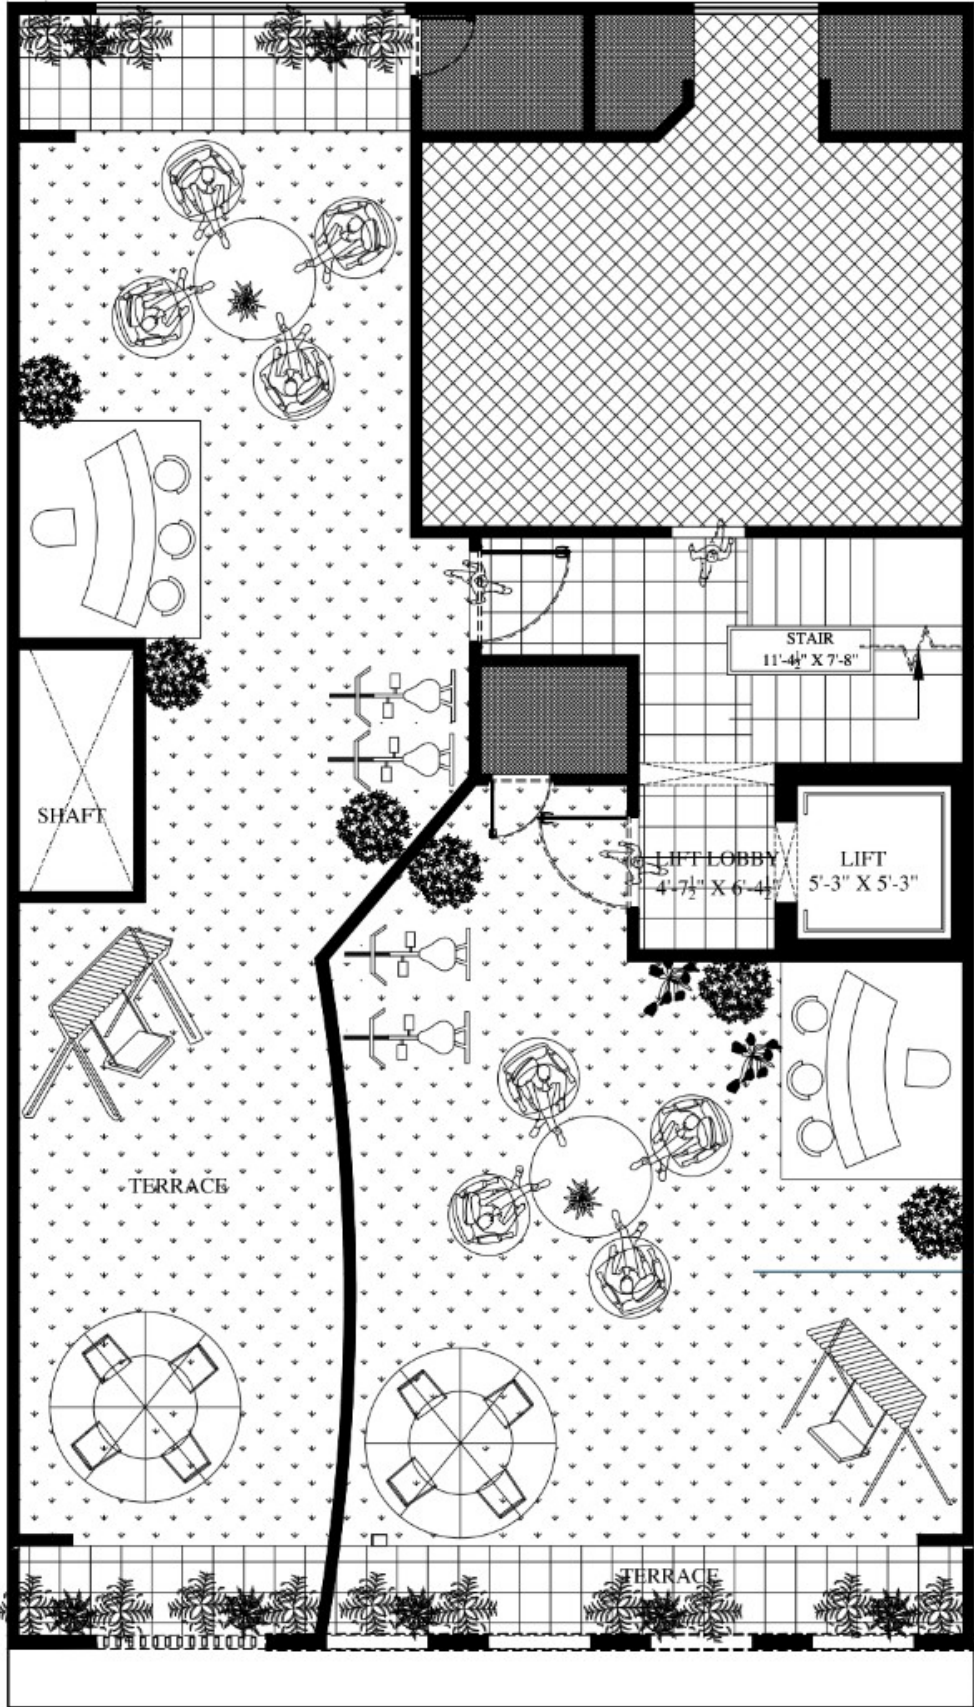 STAIR
11'-4½" X 7'-8"
SHAFT
LIFT LOBBY
4'-7½" X 6'-4½"
LIFT
5'-3" X 5'-3"
TERRACE
TERRACE